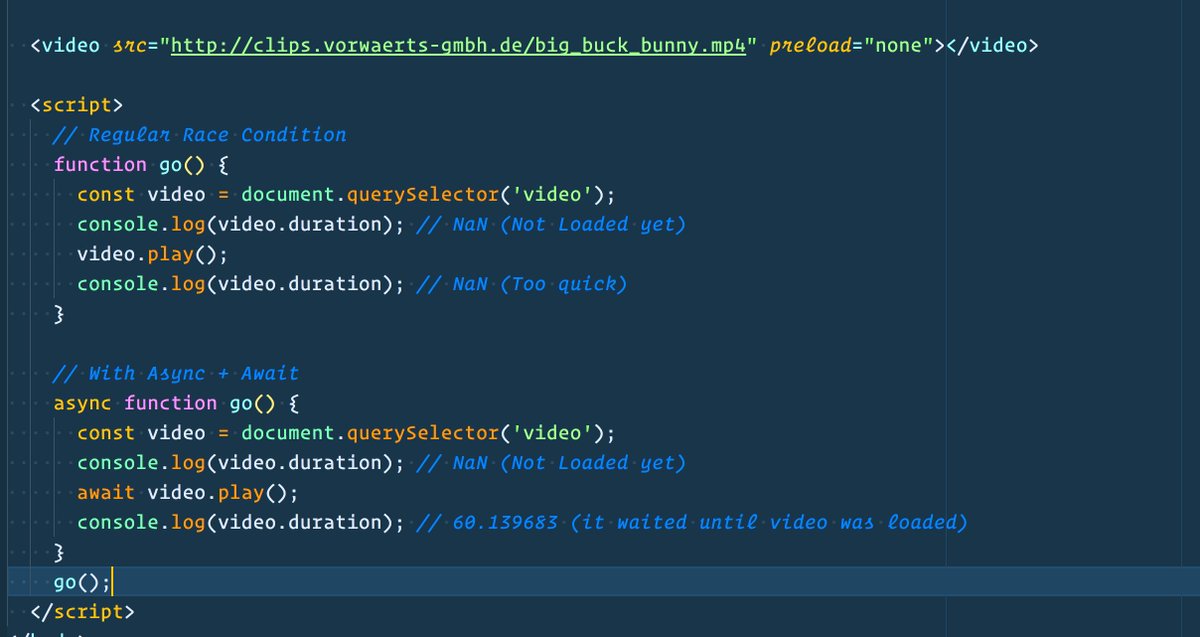 <video src="http://clips.vorwaerts-gmbh.de/big_buck_bunny.mp4" preload="none"></video>
<script>
// Regular Race Condition
function go() {
const video = document.querySelector('video');
console.log(video.duration); // NaN (Not Loaded yet)
video.play();
console.log(video.duration); // NaN (Too quick)
}
// With Async + Await
async function go() {
const video = document.querySelector('video');
console.log(video.duration); // NaN (Not Loaded yet)
await video.play();
console.log(video.duration); // 60.139683 (it waited until video was loaded)
}
go();
</script>